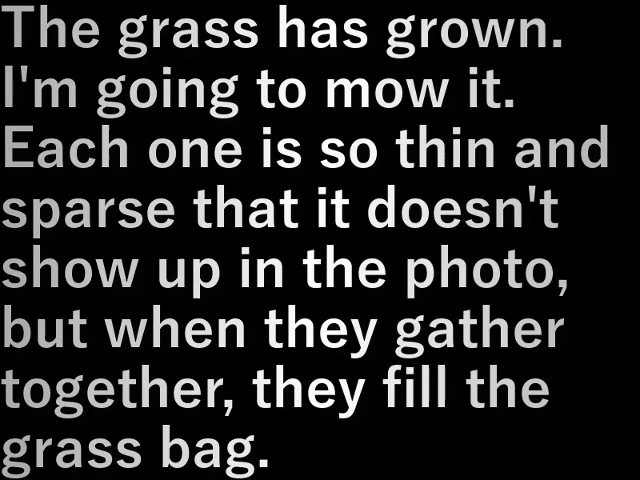 The grass has grown.
I'm going to mow it.
Each one is so thin and
sparse that it doesn't
show up in the photo,
but when they gather
together, they fill the
grass bag.